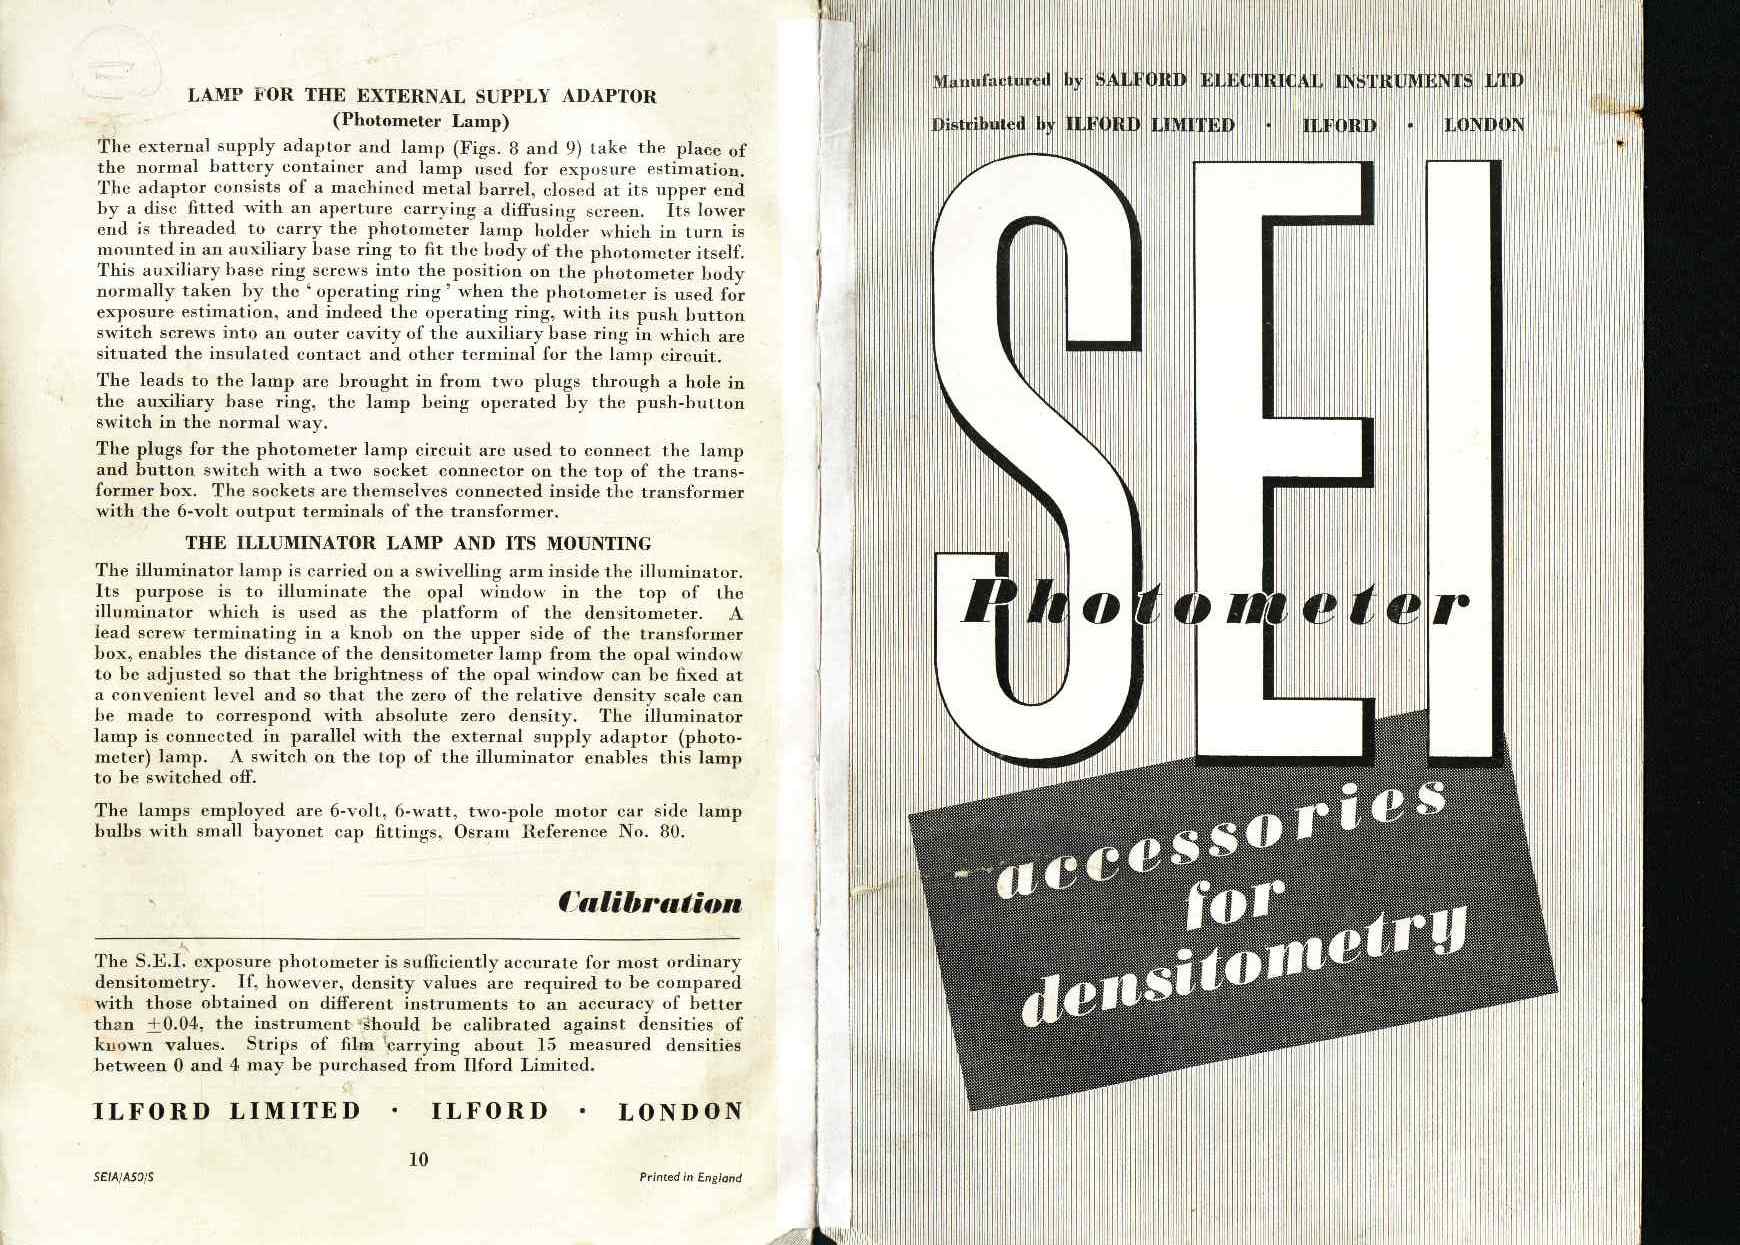 LAMP FOR THE EXTERNAL SUPPLY ADAPTOR
(Photometer Lamp)
The external supply adaptor and lamp (Figs. 8 and 9) take the place of
the normal battery container and lamp used for exposure estimation.
The adaptor consists of a machined metal barrel, closed at its upper end
by a disc fitted with an aperture carrying a diffusing screen. Its lower
end is threaded to carry the photometer lamp holder which in turn is
mounted in an auxiliary base ring to fit the body of the photometer itself.
This auxiliary base ring screws into the position on the photometer body
normally taken by the ‘ operating ring ’ when the photometer is used for
exposure estimation, and indeed the operating ring, with its push button
switch screws into an outer cavity of the auxiliary base ring in which are
situated the insulated contact and other terminal for the lamp circuit.
The leads to the lamp are brought in from two plugs through a hole in
the auxiliary base ring, the lamp being operated by the push-button
switch in the normal way.
The plugs for the photometer lamp circuit are used to connect the lamp
and button switch with a two socket connector on the top of the trans-
former box. The sockets are themselves connected inside the transformer
with the 6-volt output terminals of the transformer.
THE ILLUMINATOR LAMP AND ITS MOUNTING
The illuminator lamp is carried on a swivelling arm inside the illuminator.
Its purpose is to illuminate the opal window in the top of the
illuminator which is used as the platform of the densitometer. A
lead screw terminating in a knob on the upper side of the transformer
box, enables the distance of the densitometer lamp from the opal window
to be adjusted so that the brightness of the opal window can be fixed at
a convenient level and so that the zero of the relative density scale can
be made to correspond with absolute zero density. The illuminator
lamp is connected in parallel with the external supply adaptor (photo-
meter) lamp. A switch on the top of the illuminator enables this lamp
to be switched off.
The lamps employed are 6-volt, 6-watt, two-pole motor car side lamp
bulbs with small bayonet cap fittings, Osram Reference No. 80.
Calibration
The S.E.I. exposure photometer is sufficiently accurate for most ordinary
densitometry. If, however, density values are required to be compared
with those obtained on different instruments to an accuracy of better
than ±0.04, the instrument should be calibrated against densities of
known values. Strips of film carrying about 15 measured densities
between 0 and 4 may be purchased from Ilford Limited.
ILFORD LIMITED · ILFORD · LONDON
10
SEIA/A50/S Printed in England
Manufactured by SALFORD ELECTRICAL INSTRUMENTS LTD
Distributed by ILFORD LIMITED · ILFORD · LONDON
SEI
Photometer
accessories
for
densitometry